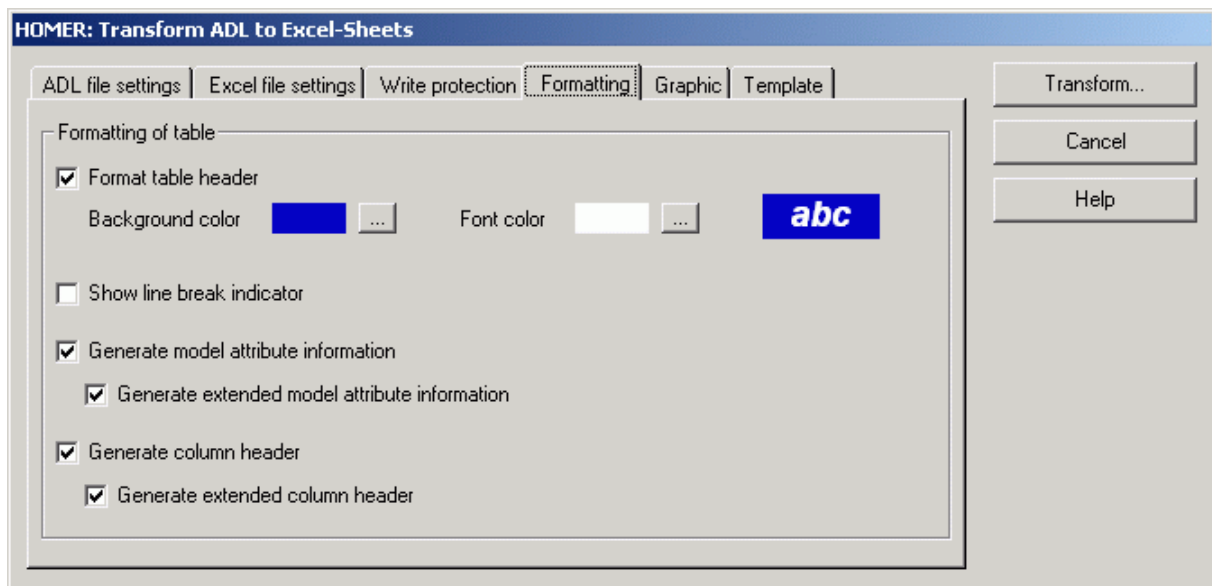 HOMER: Transform ADL to Excel-Sheets
ADL file settings Excel file settings Write protection Formatting Graphic Template
Transform...
Cancel
Help
Formatting of table
Format table header
Background color ... Font color ... abc
Show line break indicator
Generate model attribute information
Generate extended model attribute information
Generate column header
Generate extended column header